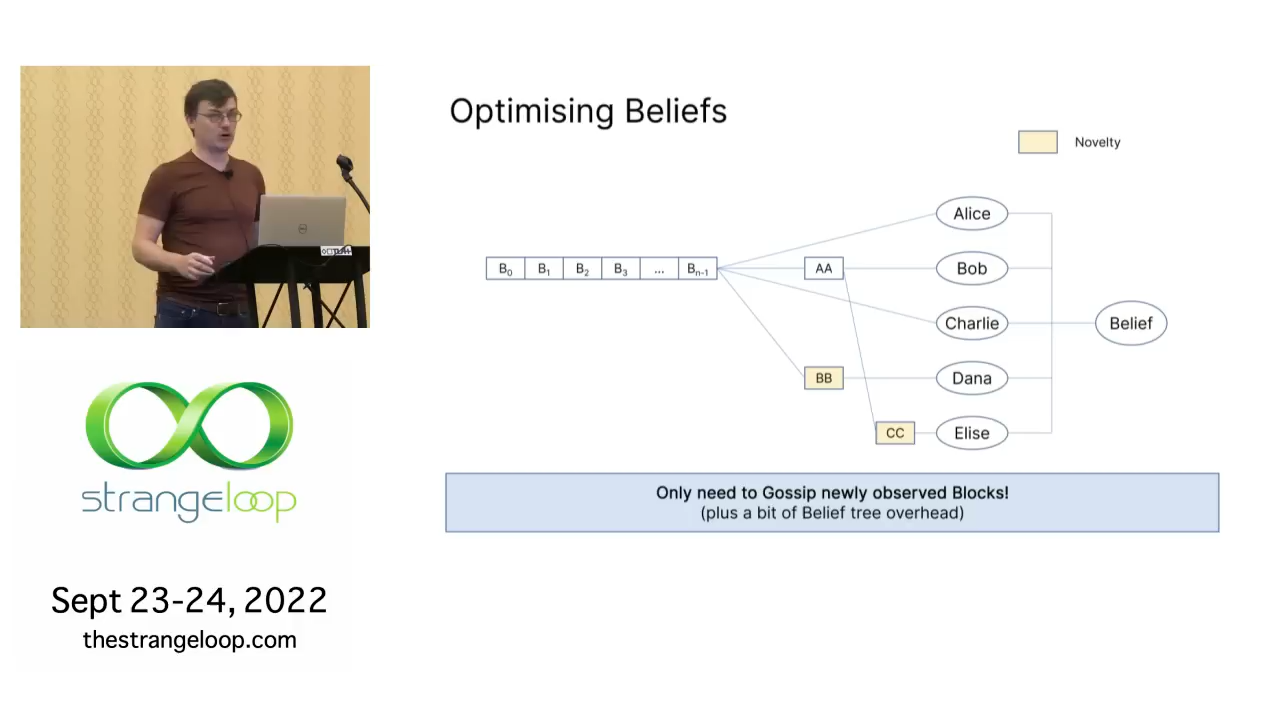 Optimising Beliefs
Novelty
Alice
B0 B1 B2 B3 ... Bn-1 AA Bob
Charlie Belief
BB Dana
CC Elise
Only need to Gossip newly observed Blocks!
(plus a bit of Belief tree overhead)
strangeloop
Sept 23-24, 2022
thestrangeloop.com